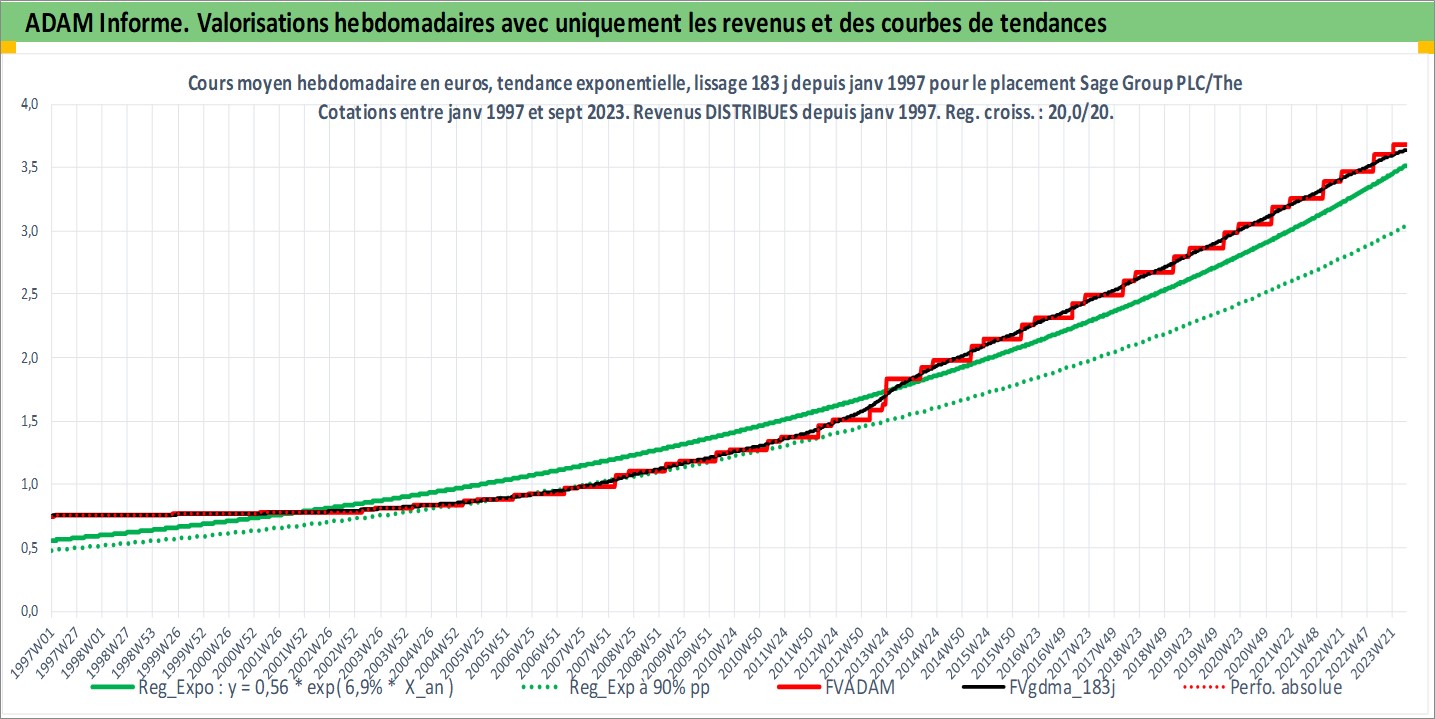 ADAM Informe. Valorisations hebdomadaires avec uniquement les revenus et des courbes de tendances
Cours moyen hebdomadaire en euros, tendance exponentielle, lissage 183 j depuis janv 1997 pour le placement Sage Group PLC/The
Cotations entre janv 1997 et sept 2023. Revenus DISTRIBUES depuis janv 1997. Reg. croiss. : 20,0/20.
4,0
3,5
3,0
2,5
2,0
1,5
1,0
0,5
0,0
1997W01
1997W27
1998W01
1998W27
1998W53
1999W26
1999W52
2000W26
2000W52
2001W26
2001W52
2002W26
2002W52
2003W26
2003W52
2004W26
2004W52
2005W25
2005W51
2006W25
2006W51
2007W25
2007W51
2008W25
2008W51
2009W25
2009W51
2010W24
2010W50
2011W24
2011W50
2012W24
2012W50
2013W24
2013W50
2014W24
2014W50
2015W24
2015W50
2016W23
2016W49
2017W23
2017W49
2018W23
2018W49
2019W23
2019W49
2020W23
2020W49
2021W22
2021W48
2022W21
2022W47
2023W21
Reg_Expo : y = 0,56 * exp( 6,9% * X_an )
Reg_Exp à 90% pp
FVADAM
FVgdma_183j
Perfo. absolue